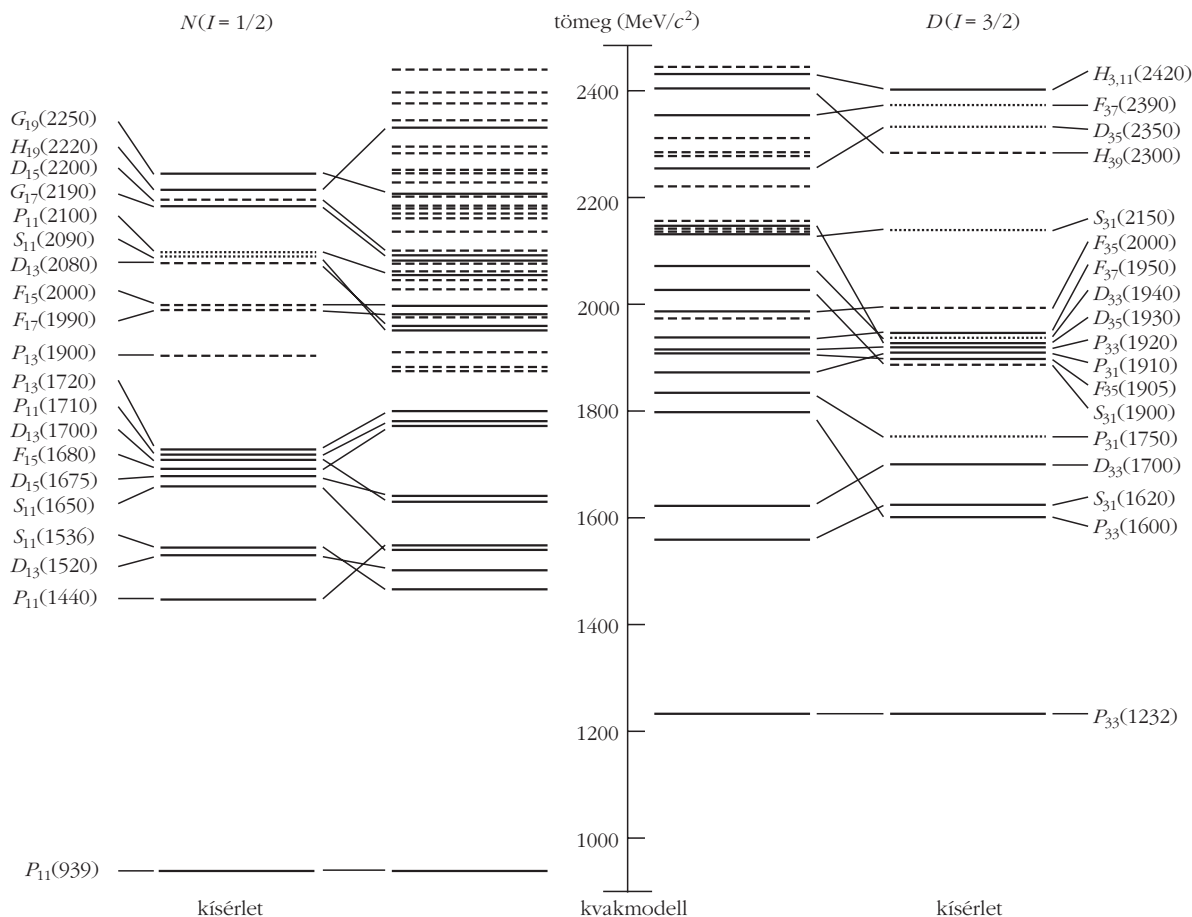 N(I = 1/2)
tömeg (MeV/c²)
D(I = 3/2)
G₁₉(2250)
H₁₉(2220)
D₁₅(2200)
G₁₇(2190)
P₁₁(2100)
S₁₁(2090)
D₁₃(2080)
F₁₅(2000)
F₁₇(1990)
P₁₃(1900)
P₁₃(1720)
P₁₁(1710)
D₁₃(1700)
F₁₅(1680)
D₁₅(1675)
S₁₁(1650)
S₁₁(1536)
D₁₃(1520)
P₁₁(1440)
P₁₁(939)
2400
2200
2000
1800
1600
1400
1200
1000
H₃,₁₁(2420)
F₃₇(2390)
D₃₅(2350)
H₃₉(2300)
S₃₁(2150)
F₃₅(2000)
F₃₇(1950)
D₃₃(1940)
D₃₅(1930)
P₃₃(1920)
P₃₁(1910)
F₃₅(1905)
S₃₁(1900)
P₃₁(1750)
D₃₃(1700)
S₃₁(1620)
P₃₃(1600)
P₃₃(1232)
kísérlet
kvakmodell
kísérlet